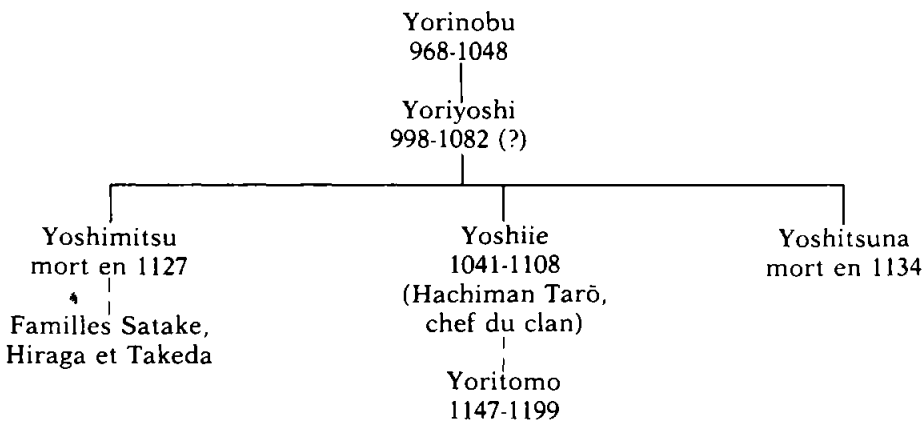 Yorinobu
968-1048
Yoriyoshi
998-1082 (?)
Yoshimitsu
mort en 1127
Familles Satake,
Hiraga et Takeda
Yoshiie
1041-1108
(Hachiman Tarō,
chef du clan)
Yoritomo
1147-1199
Yoshitsuna
mort en 1134